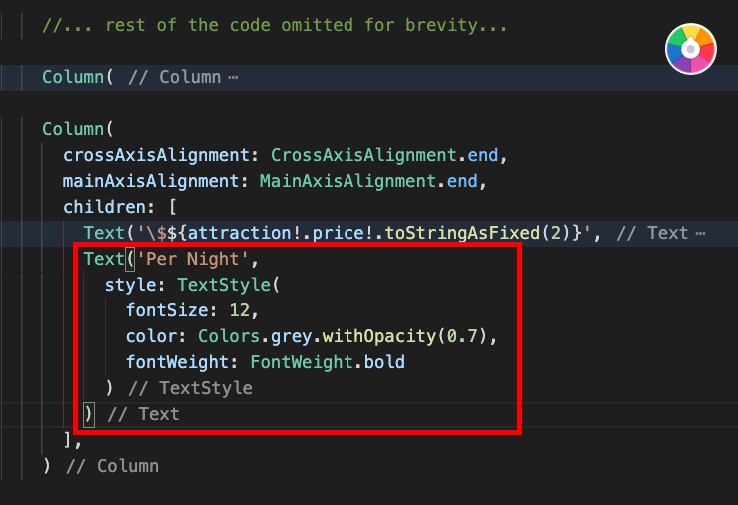 //... rest of the code omitted for brevity...
Column( // Column ⋯
Column(
crossAxisAlignment: CrossAxisAlignment.end,
mainAxisAlignment: MainAxisAlignment.end,
children: [
Text('\$${attraction!.price!.toStringAsFixed(2)}', // Text ⋯
Text('Per Night',
style: TextStyle(
fontSize: 12,
color: Colors.grey.withOpacity(0.7),
fontWeight: FontWeight.bold
) // TextStyle
) // Text
],
) // Column